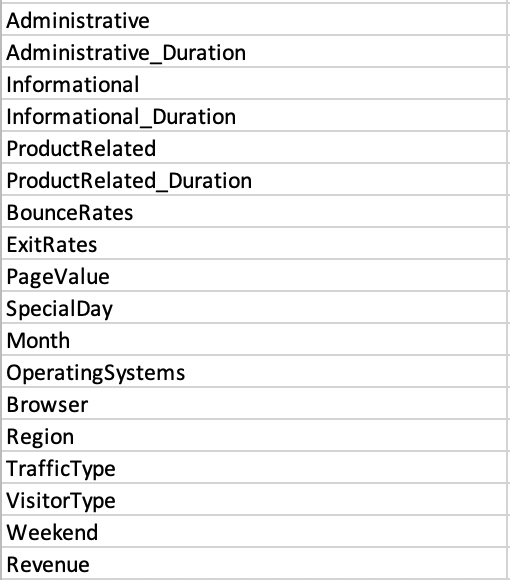 Administrative
Administrative_Duration
Informational
Informational_Duration
ProductRelated
ProductRelated_Duration
BounceRates
ExitRates
PageValue
SpecialDay
Month
OperatingSystems
Browser
Region
TrafficType
VisitorType
Weekend
Revenue